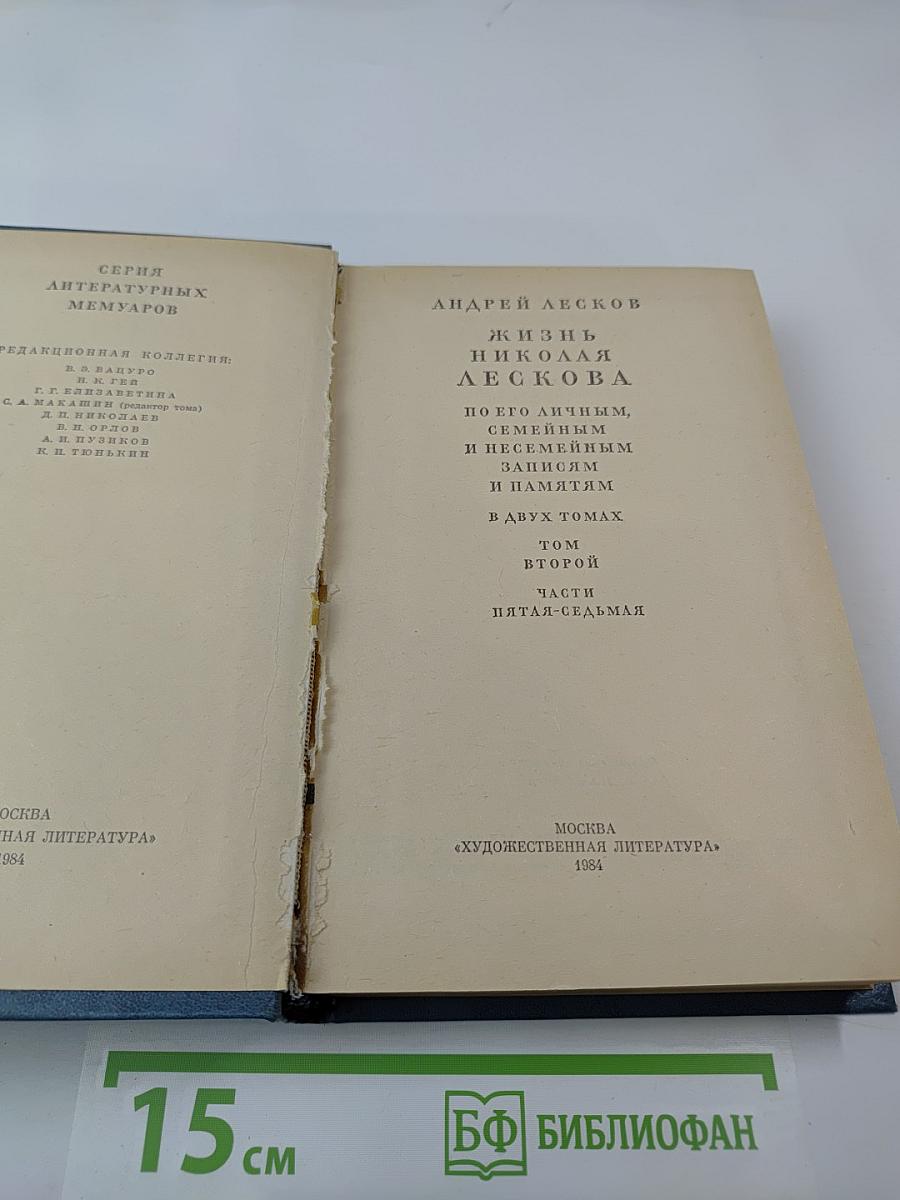 СЕРИЯ
ЛИТЕРАТУРНЫХ
МЕМУАРОВ
РЕДАКЦИОННАЯ КОЛЛЕГИЯ:
В. Э. ВАЦУРО
Н. К. ГЕЙ
Г. Г. ЕЛИЗАВЕТИНА
С. А. МАКАШИН (редактор тома)
Д. П. НИКОЛАЕВ
В. Н. ОРЛОВ
А. И. ПУЗИКОВ
К. И. ТЮНЬКИН
ОСКВА
ННАЯ ЛИТЕРАТУРА»
1984
АНДРЕЙ ЛЕСКОВ
ЖИЗНЬ
НИКОЛАЯ
ЛЕСКОВА
ПО ЕГО ЛИЧНЫМ,
СЕМЕЙНЫМ
И НЕСЕМЕЙНЫМ
ЗАПИСЯМ
И ПАМЯТЯМ
В ДВУХ ТОМАХ
ТОМ
ВТОРОЙ
ЧАСТИ
ПЯТАЯ-СЕДЬМАЯ
МОСКВА
«ХУДОЖЕСТВЕННАЯ ЛИТЕРАТУРА»
1984
15 см
БФ БИБЛИОФАН